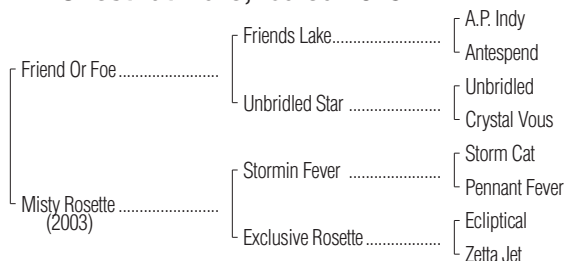 A.P. Indy
Friends Lake........................
Antespend
Friend Or Foe ......................
Unbridled
Unbridled Star ....................
Crystal Vous
Storm Cat
Stormin Fever ....................
Pennant Fever
Misty Rosette ......................
(2003)
Ecliptical
Exclusive Rosette................
Zetta Jet